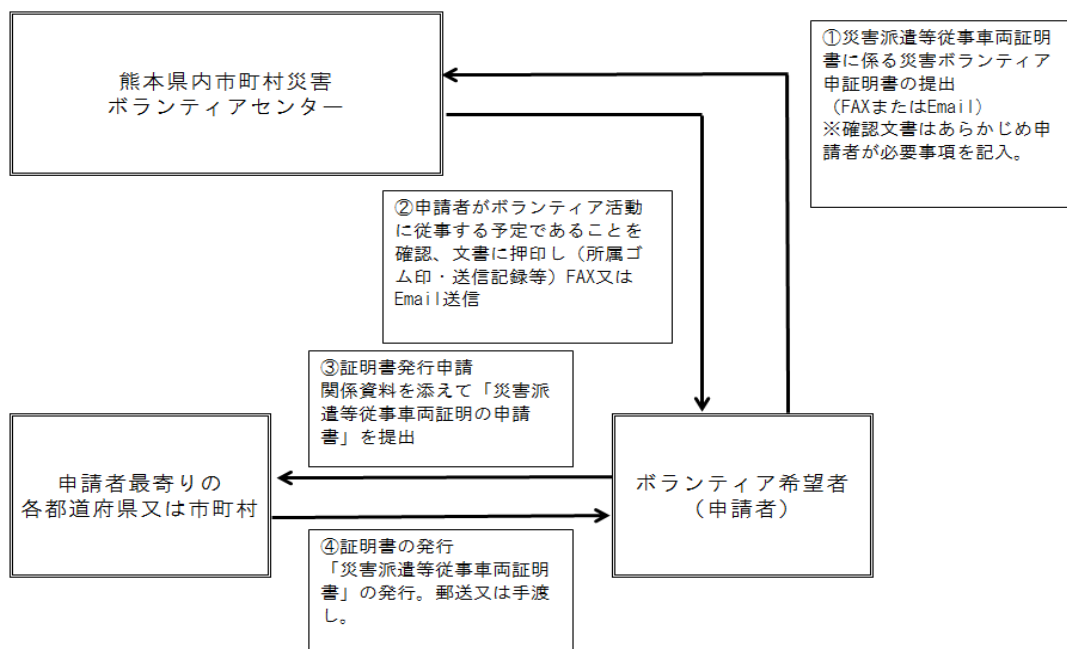 熊本県内市町村災害
ボランティアセンター
①災害派遣等従事車両証明
書に係る災害ボランティア
申証明書の提出
（FAXまたはEmail）
※確認文書はあらかじめ申
請者が必要事項を記入。
②申請者がボランティア活動
に従事する予定であることを
確認、文書に押印し（所属ゴ
ム印・送信記録等）FAX又は
Email送信
③証明書発行申請
関係資料を添えて「災害派
遣等従事車両証明の申請
書」を提出
申請者最寄りの
各都道府県又は市町村
ボランティア希望者
（申請者）
④証明書の発行
「災害派遣等従事車両証明
書」の発行。郵送又は手渡
し。